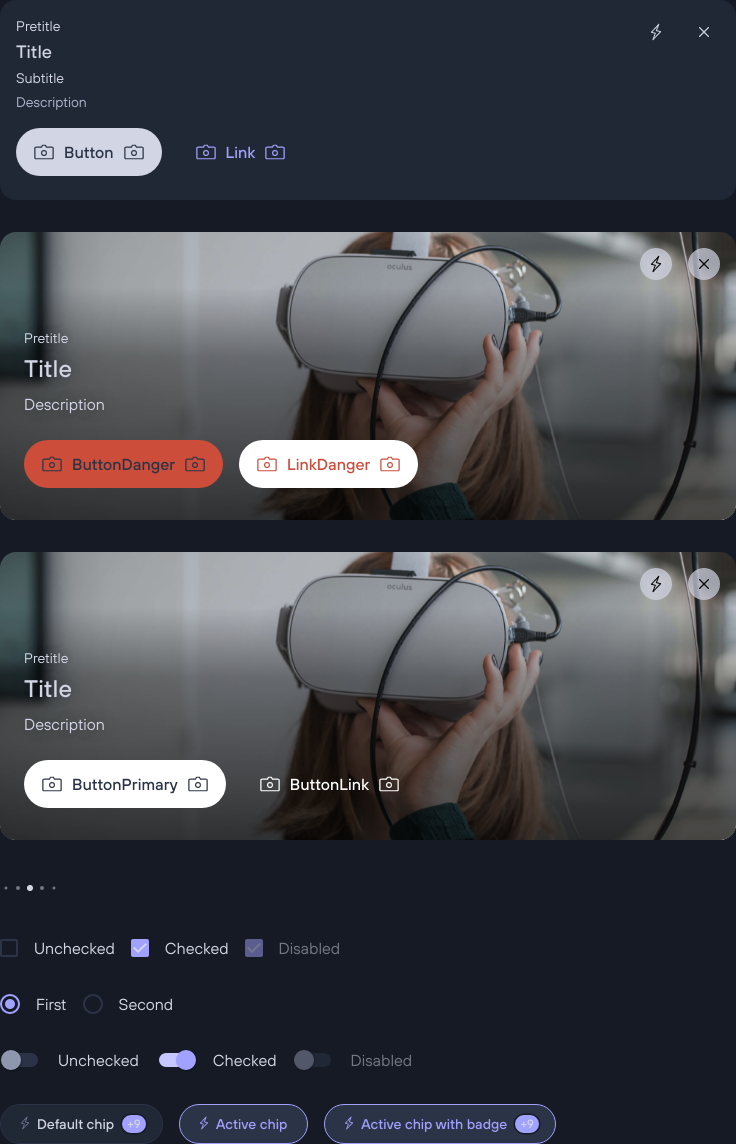 Pretitle
Title
Subtitle
Description
Button
Link
oculus
Pretitle
Title
Description
ButtonDanger
LinkDanger
oculus
Pretitle
Title
Description
ButtonPrimary
ButtonLink
Unchecked
Checked
Disabled
First
Second
Unchecked
Checked
Disabled
Default chip +9
Active chip
Active chip with badge +9